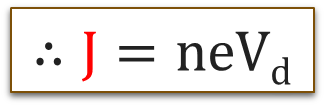 ∴ J = neV_d